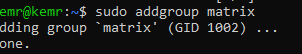 emr@kemr:~$ sudo addgroup matrix
dding group `matrix' (GID 1002) ...
one.